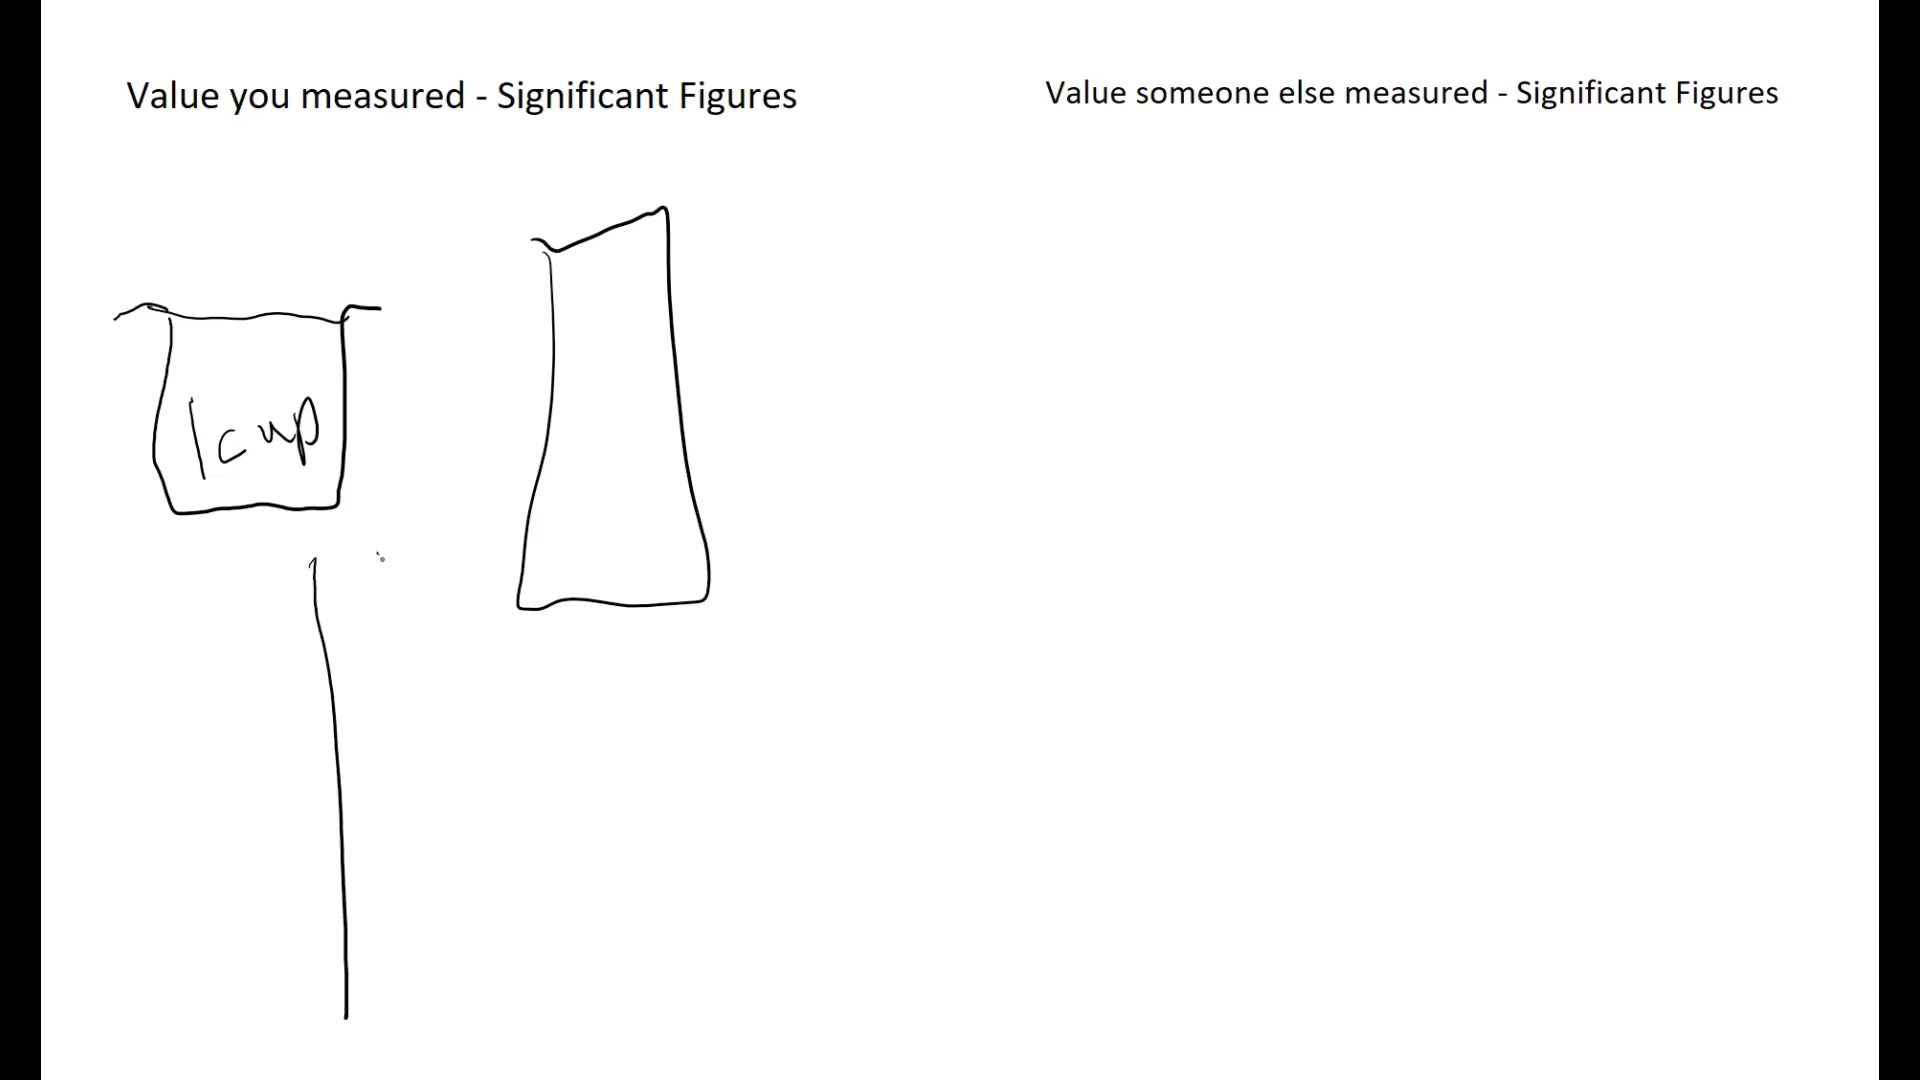 Value you measured - Significant Figures
Value someone else measured - Significant Figures
1 cup